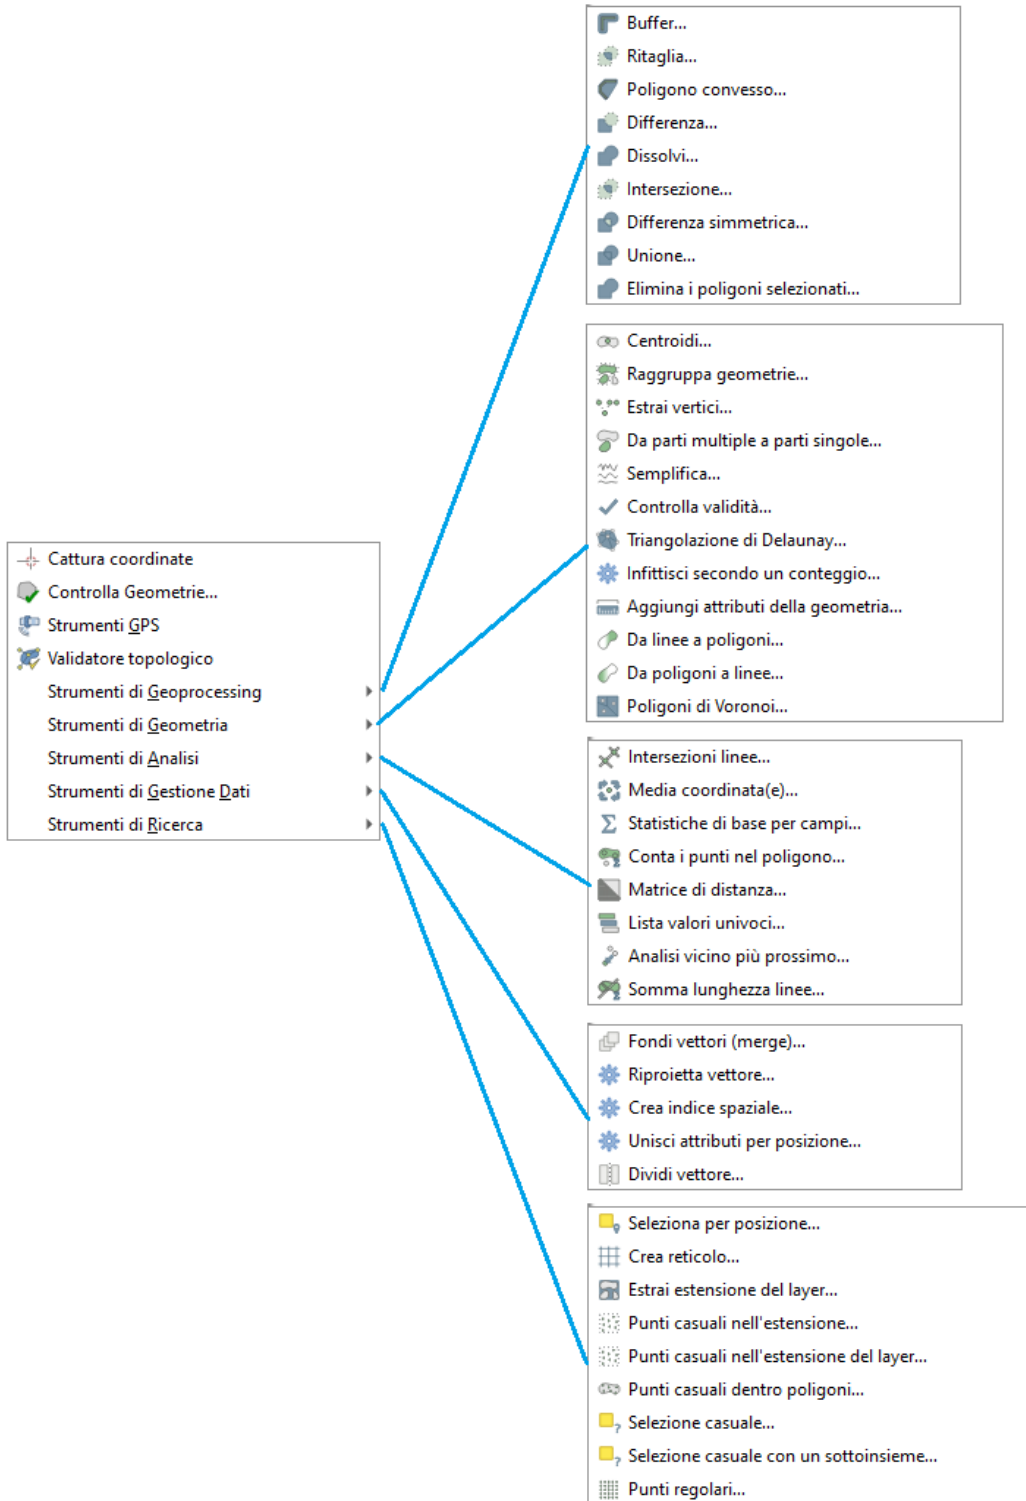 Buffer...
Ritaglia...
Poligono convesso...
Differenza...
Dissolvi...
Intersezione...
Differenza simmetrica...
Unione...
Elimina i poligoni selezionati...
Centroidi...
Raggruppa geometrie...
Estrai vertici...
Da parti multiple a parti singole...
Semplifica...
Controlla validità...
Triangolazione di Delaunay...
Infittisci secondo un conteggio...
Aggiungi attributi della geometria...
Da linee a poligoni...
Da poligoni a linee...
Poligoni di Voronoi...
Cattura coordinate
Controlla Geometrie...
Strumenti GPS
Validatore topologico
Strumenti di Geoprocessing
Strumenti di Geometria
Strumenti di Analisi
Strumenti di Gestione Dati
Strumenti di Ricerca
Intersezioni linee...
Media coordinata(e)...
Statistiche di base per campi...
Conta i punti nel poligono...
Matrice di distanza...
Lista valori univoci...
Analisi vicino più prossimo...
Somma lunghezza linee...
Fondi vettori (merge)...
Riproietta vettore...
Crea indice spaziale...
Unisci attributi per posizione...
Dividi vettore...
Seleziona per posizione...
Crea reticolo...
Estrai estensione del layer...
Punti casuali nell'estensione...
Punti casuali nell'estensione del layer...
Punti casuali dentro poligoni...
Selezione casuale...
Selezione casuale con un sottoinsieme...
Punti regolari...